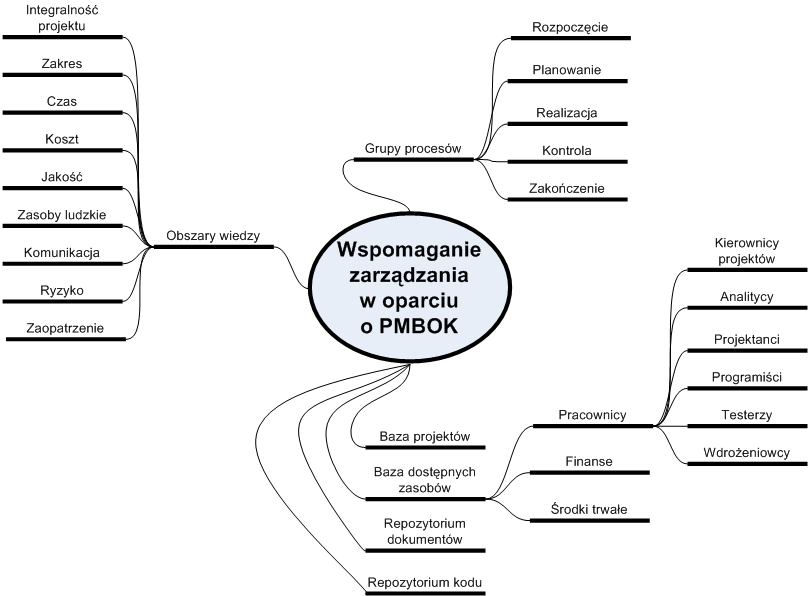 Integralność
projektu
Zakres
Czas
Koszt
Jakość
Zasoby ludzkie
Komunikacja
Ryzyko
Zaopatrzenie
Obszary wiedzy
Rozpoczęcie
Planowanie
Realizacja
Kontrola
Zakończenie
Grupy procesów
Wspomaganie
zarządzania
w oparciu
o PMBOK
Kierownicy
projektów
Analitycy
Projektanci
Programiści
Testerzy
Wdrożeniowcy
Pracownicy
Finanse
Środki trwałe
Baza projektów
Baza dostępnych
zasobów
Repozytorium
dokumentów
Repozytorium kodu